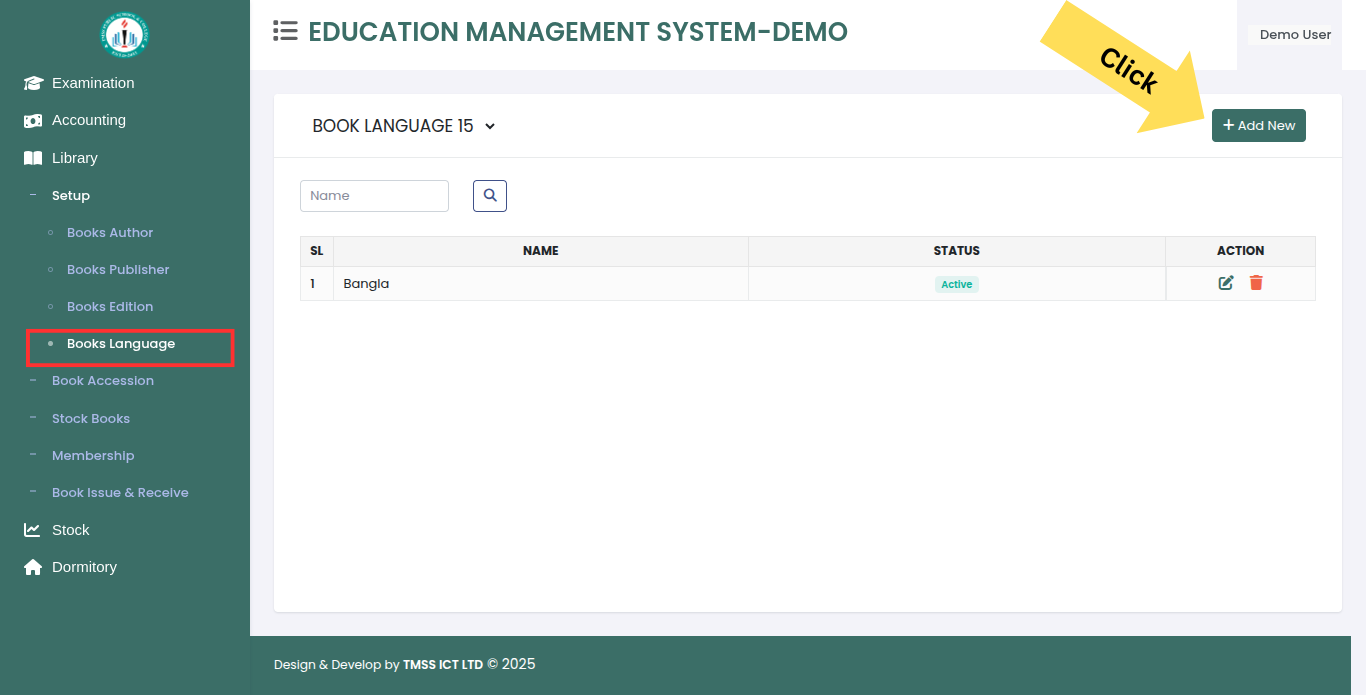 EDUCATION MANAGEMENT SYSTEM-DEMO
Demo User
Click
Examination
Accounting
Library
Setup
Books Author
Books Publisher
Books Edition
Books Language
Book Accession
Stock Books
Membership
Book Issue & Receive
Stock
Dormitory
BOOK LANGUAGE 15
+ Add New
Name
SL NAME STATUS ACTION
1 Bangla Active
Design & Develop by TMSS ICT LTD © 2025